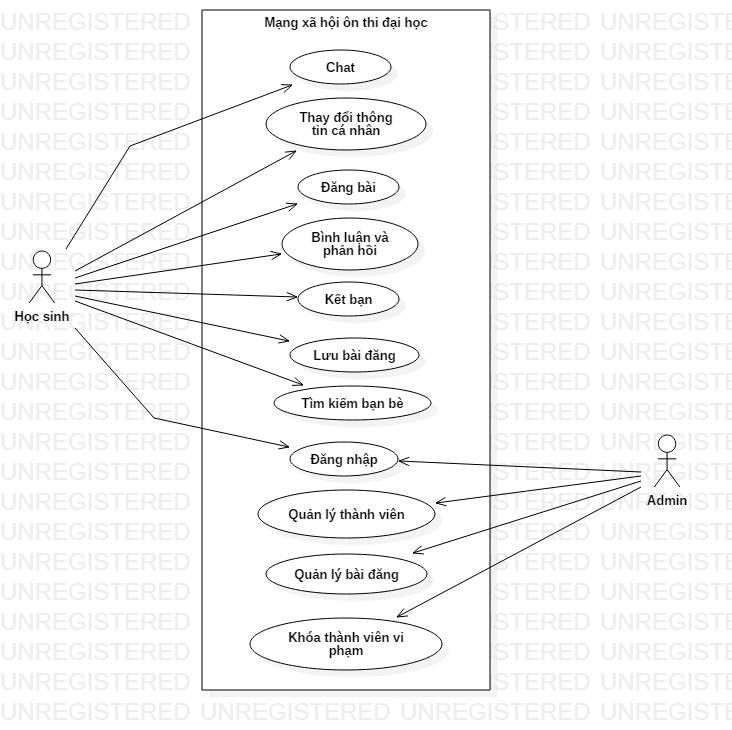 Mạng xã hội ôn thi đại học
Chat
Thay đổi thông
tin cá nhân
Đăng bài
Bình luận và
phản hồi
Kết bạn
Học sinh
Lưu bài đăng
Tìm kiếm bạn bè
Đăng nhập
Admin
Quản lý thành viên
Quản lý bài đăng
Khóa thành viên vi
phạm
UNREGISTERED